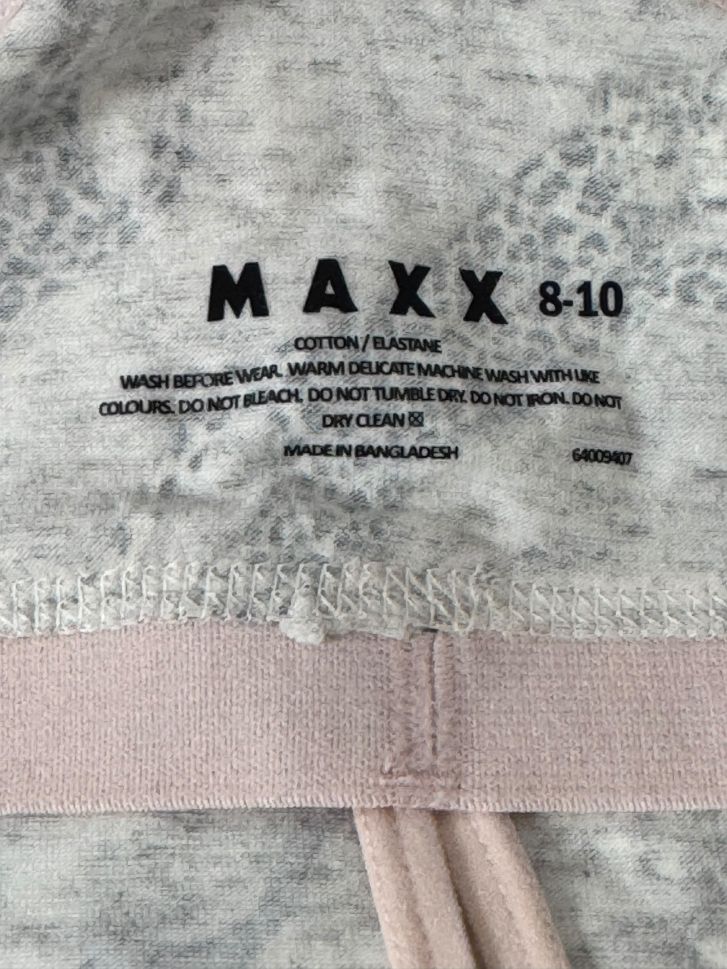 MAXX 8-10
COTTON / ELASTANE
WASH BEFORE WEAR. WARM DELICATE MACHINE WASH WITH LIKE
COLOURS. DO NOT BLEACH. DO NOT TUMBLE DRY. DO NOT IRON. DO NOT
DRY CLEAN
MADE IN BANGLADESH 64009407